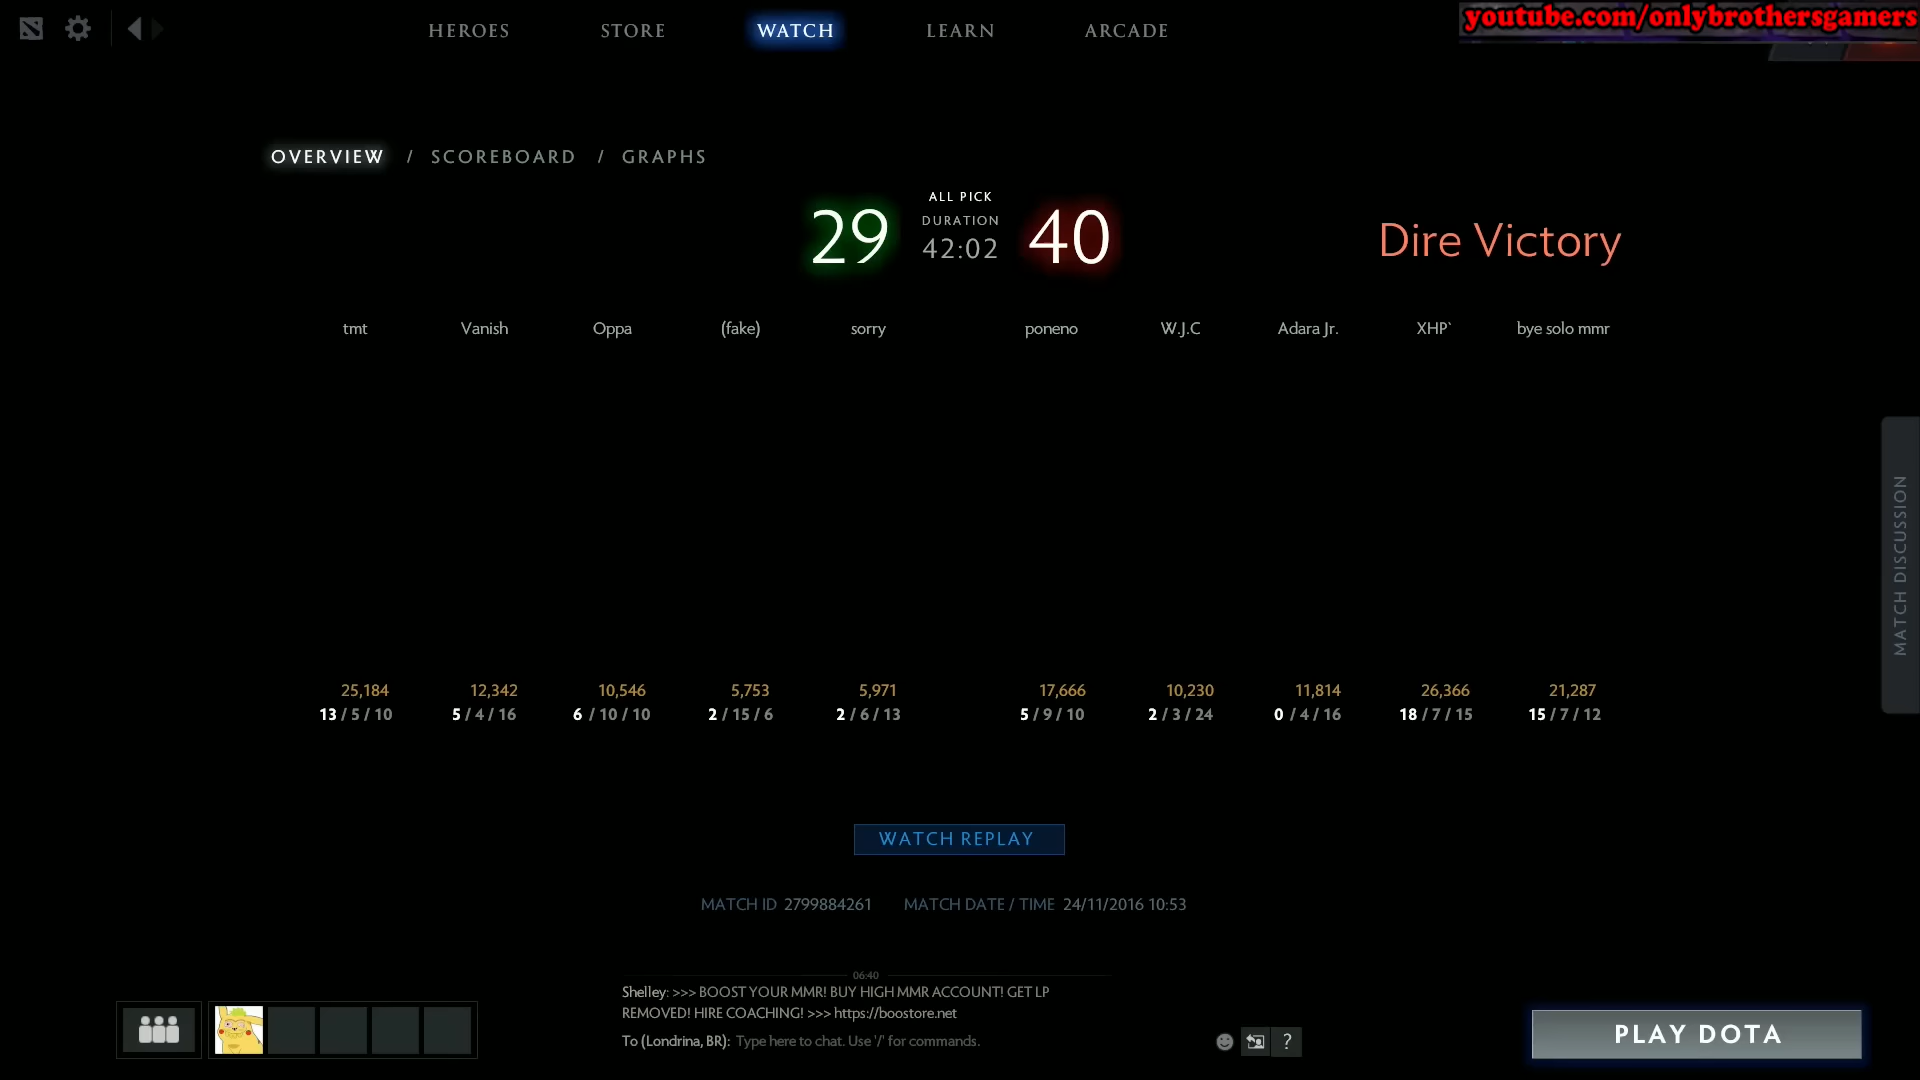 HEROES STORE WATCH LEARN ARCADE
youtube.com/onlybrothersgamers
OVERVIEW / SCOREBOARD / GRAPHS
29 ALL PICK 40
DURATION
42:02
Dire Victory
tmt Vanish Oppa (fake) sorry poneno W.J.C Adara Jr. XHP` bye solo mmr
MATCH DISCUSSION
25,184 12,342 10,546 5,753 5,971 17,666 10,230 11,814 26,366 21,287
13 / 5 / 10 5 / 4 / 16 6 / 10 / 10 2 / 15 / 6 2 / 6 / 13 5 / 9 / 10 2 / 3 / 24 0 / 4 / 16 18 / 7 / 15 15 / 7 / 12
WATCH REPLAY
MATCH ID 2799884261 MATCH DATE / TIME 24/11/2016 10:53
06:40
Shelley: >>> BOOST YOUR MMR! BUY HIGH MMR ACCOUNT! GET LP
REMOVED! HIRE COACHING! >>> https://boostore.net
To (Londrina, BR): Type here to chat. Use '/' for commands.
?
PLAY DOTA